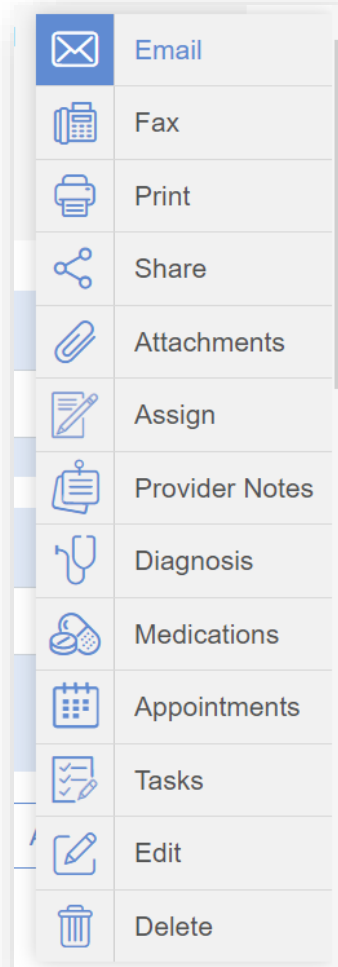 Email
Fax
Print
Share
Attachments
Assign
Provider Notes
Diagnosis
Medications
Appointments
Tasks
Edit
Delete